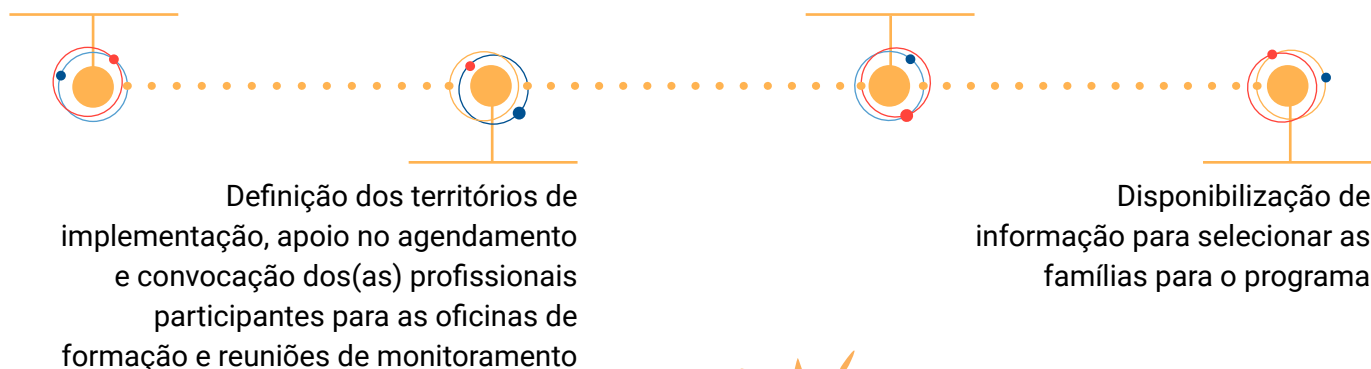 Definição dos territórios de
implementação, apoio no agendamento
e convocação dos(as) profissionais
participantes para as oficinas de
formação e reuniões de monitoramento
Disponibilização de
informação para selecionar as
famílias para o programa